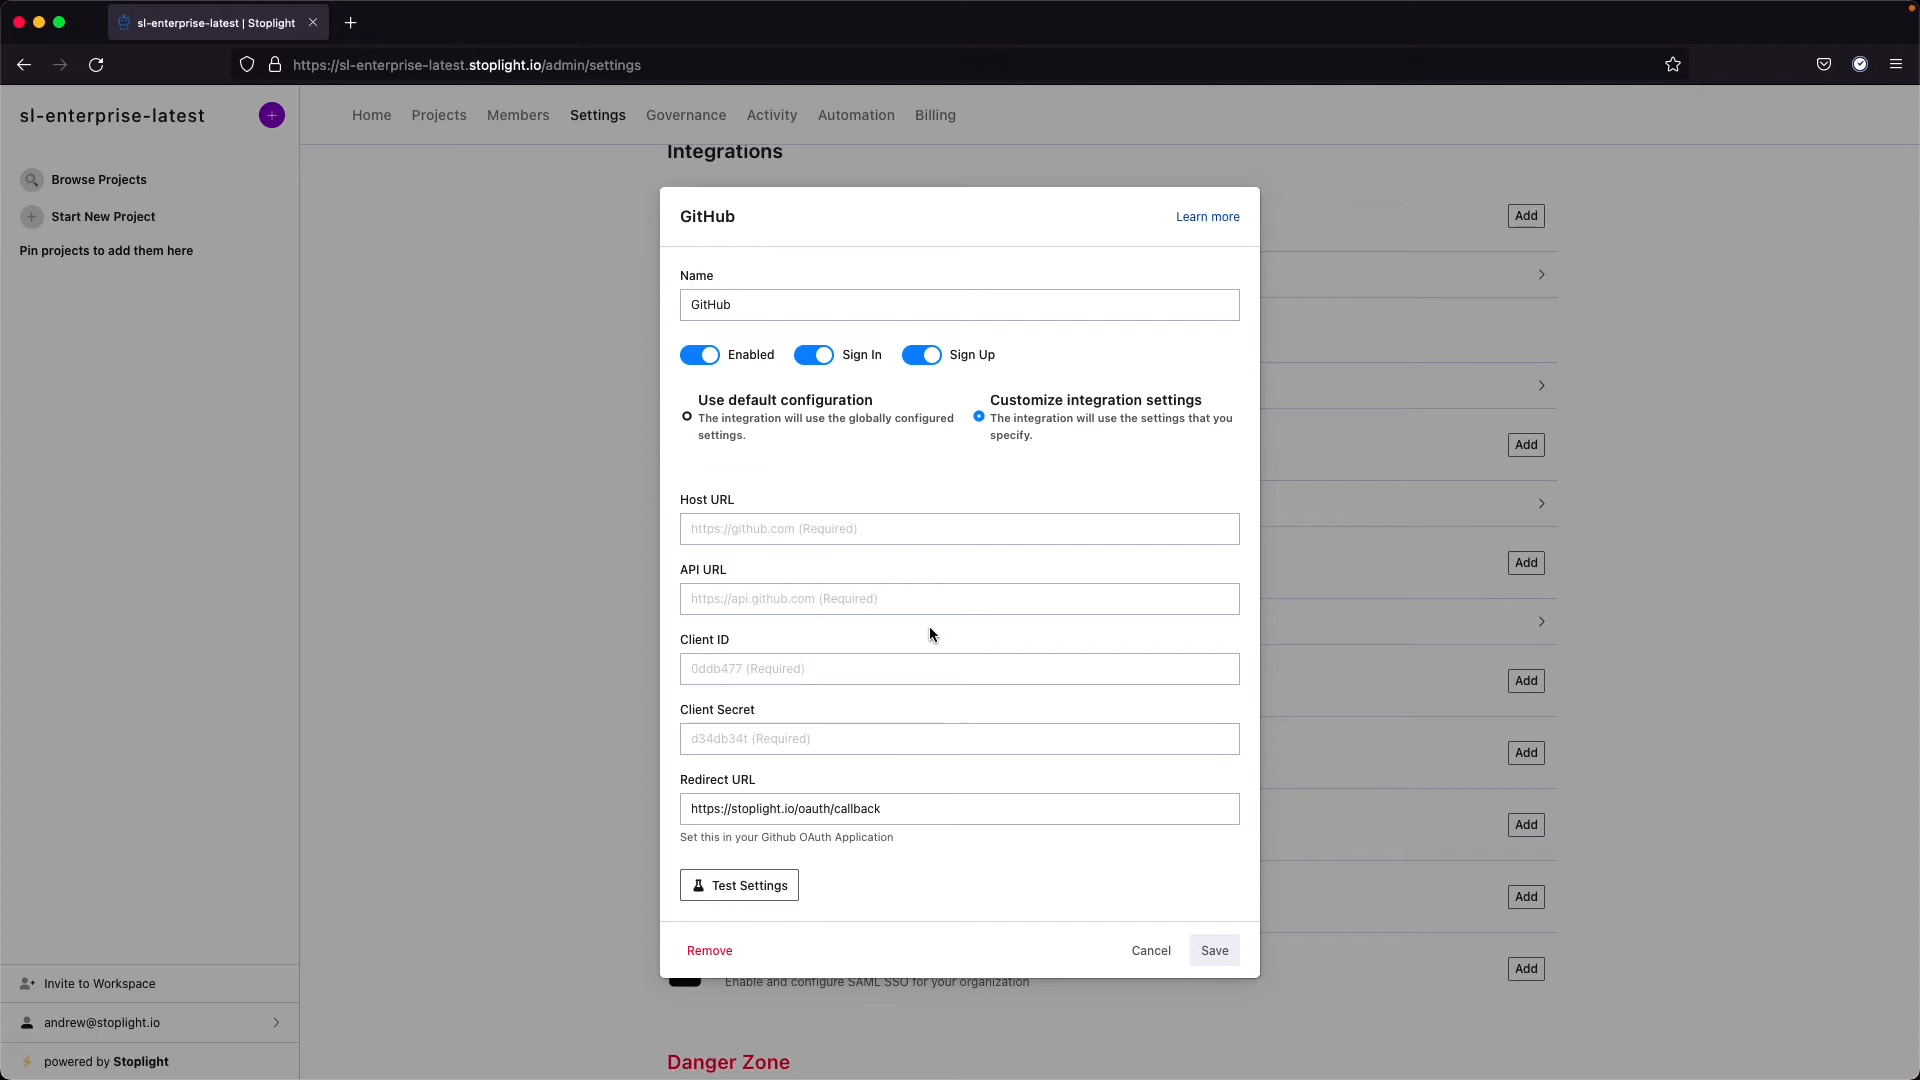 sl-enterprise-latest | Stoplight
https://sl-enterprise-latest.stoplight.io/admin/settings
sl-enterprise-latest
Home Projects Members Settings Governance Activity Automation Billing
Browse Projects
Start New Project
Pin projects to add them here
Integrations
Add
Add
Add
Add
Add
Add
Add
Add
GitHub
Learn more
Name
GitHub
Enabled Sign In Sign Up
Use default configuration
The integration will use the globally configured
settings.
Customize integration settings
The integration will use the settings that you
specify.
Host URL
https://github.com (Required)
API URL
https://api.github.com (Required)
Client ID
0ddb477 (Required)
Client Secret
d34db34t (Required)
Redirect URL
https://stoplight.io/oauth/callback
Set this in your Github OAuth Application
Test Settings
Remove
Cancel
Save
Enable and configure SAML SSO for your organization
Danger Zone
Invite to Workspace
andrew@stoplight.io
powered by Stoplight